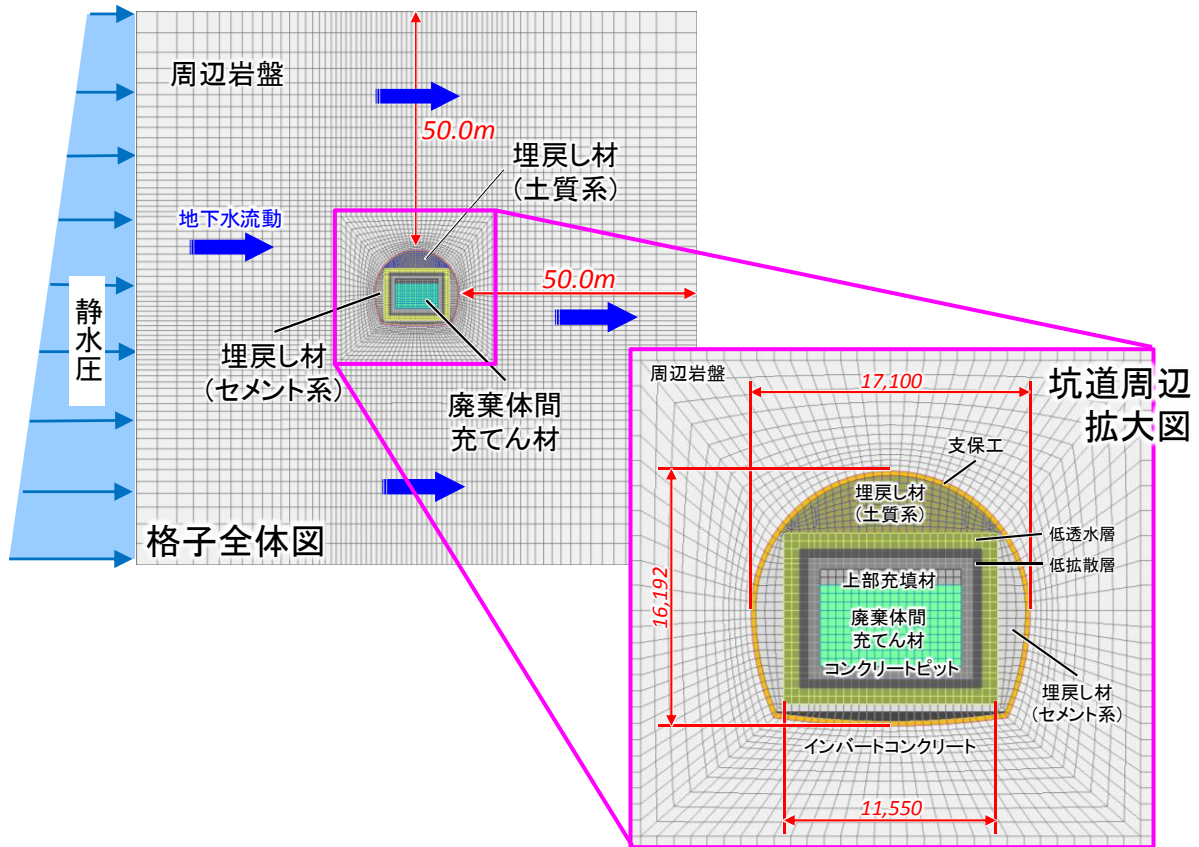 周辺岩盤
50.0m
埋戻し材
(土質系)
地下水流動
50.0m
静水圧
埋戻し材
(セメント系)
廃棄体間
充てん材
格子全体図
周辺岩盤
17,100
坑道周辺
拡大図
支保工
埋戻し材
(土質系)
低透水層
低拡散層
上部充填材
16,192
廃棄体間
充てん材
コンクリートピット
埋戻し材
(セメント系)
インバートコンクリート
11,550